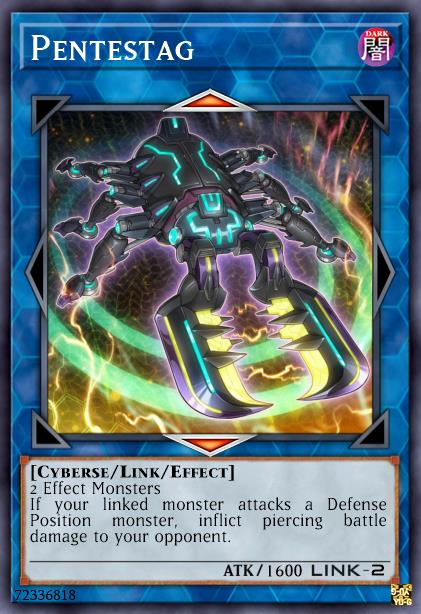 Pentestag
DARK
闇
[Cyberse/Link/Effect]
2 Effect Monsters
If your linked monster attacks a Defense
Position monster, inflict piercing battle
damage to your opponent.
ATK/1600 LINK-2
72336818